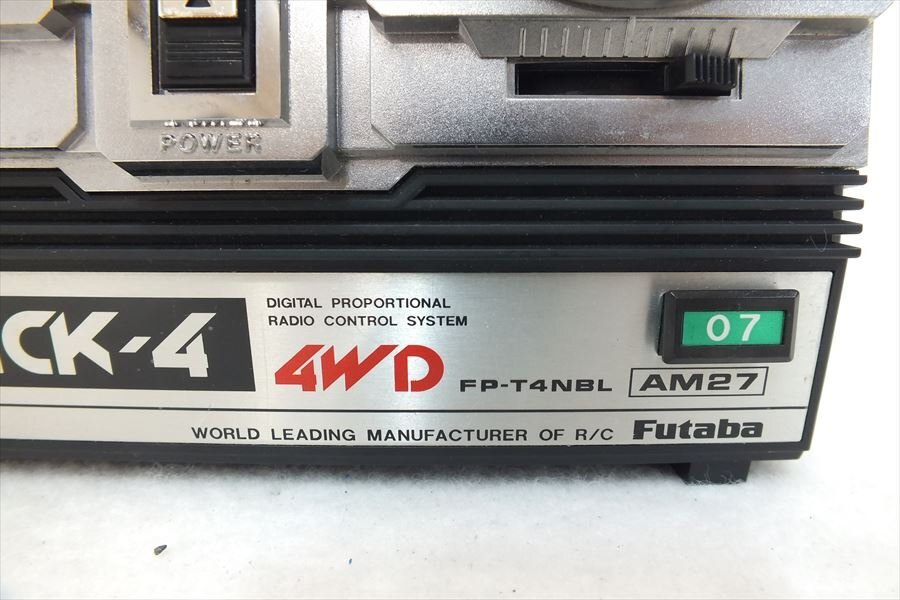 POWER
CK-4
DIGITAL PROPORTIONAL
RADIO CONTROL SYSTEM
4WD FP-T4NBL AM27
07
WORLD LEADING MANUFACTURER OF R/C Futaba